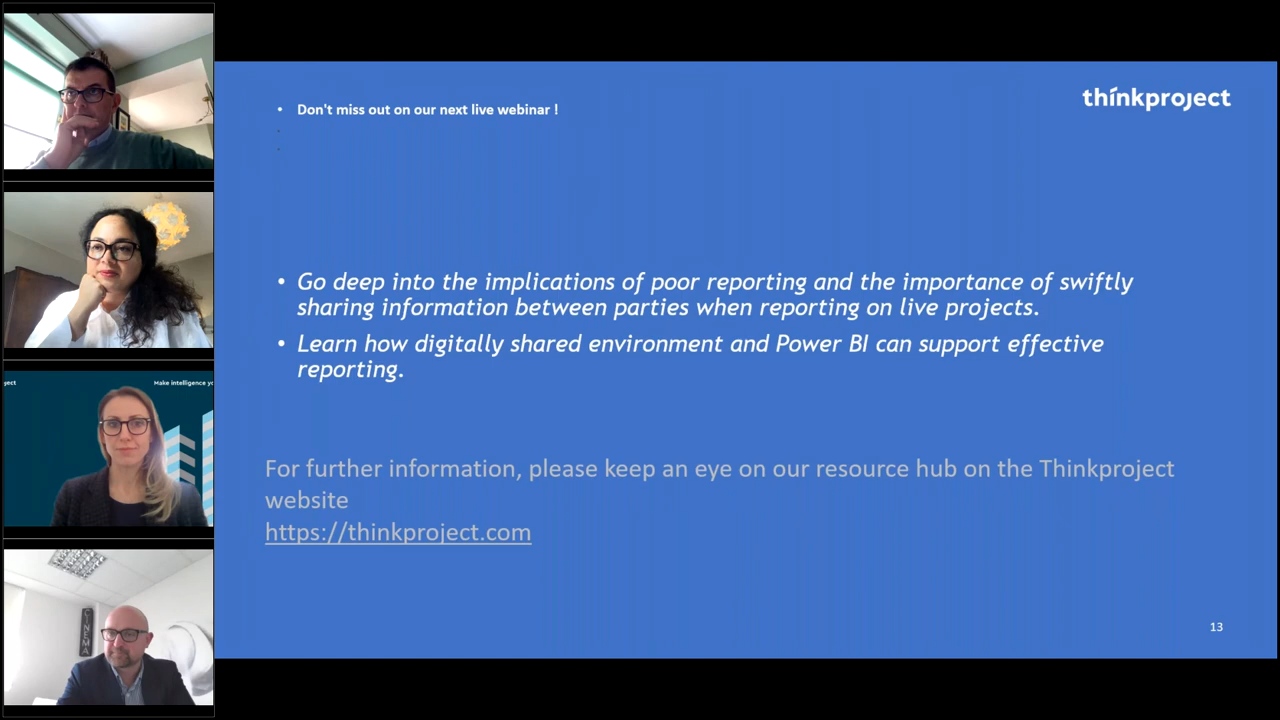 Don't miss out on our next live webinar !
thinkproject
Go deep into the implications of poor reporting and the importance of swiftly
sharing information between parties when reporting on live projects.
Learn how digitally shared environment and Power BI can support effective
reporting.
For further information, please keep an eye on our resource hub on the Thinkproject
website
https://thinkproject.com
13
Make intelligence
CINEMA